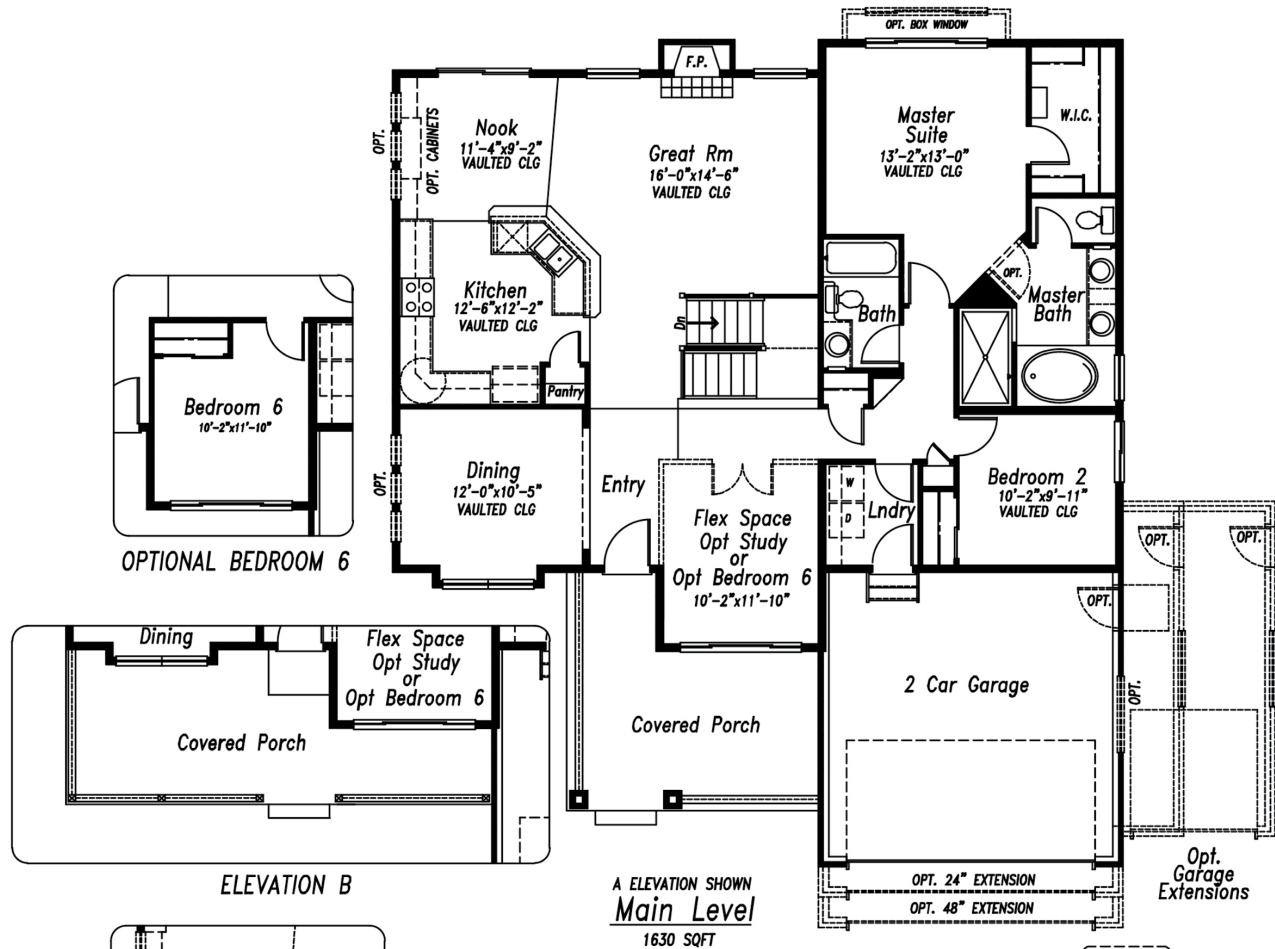 OPT. BOX WINDOW
F.P.
Nook
11'-4"x9'-2"
VAULTED CLG
OPT.
OPT. CABINETS
Great Rm
16'-0"x14'-6"
VAULTED CLG
Master
Suite
13'-2"x13'-0"
VAULTED CLG
W.I.C.
Kitchen
12'-6"x12'-2"
VAULTED CLG
Pantry
Dn
Bath
OPT.
Master
Bath
Bedroom 6
10'-2"x11'-10"
OPTIONAL BEDROOM 6
OPT.
Dining
12'-0"x10'-5"
VAULTED CLG
Entry
Flex Space
Opt Study
or
Opt Bedroom 6
10'-2"x11'-10"
W
D
Lndry
Bedroom 2
10'-2"x9'-11"
VAULTED CLG
OPT.
OPT.
OPT.
OPT.
2 Car Garage
Covered Porch
Dining
Flex Space
Opt Study
or
Opt Bedroom 6
Covered Porch
ELEVATION B
A ELEVATION SHOWN
Main Level
1630 SQFT
OPT. 24" EXTENSION
OPT. 48" EXTENSION
Opt.
Garage
Extensions